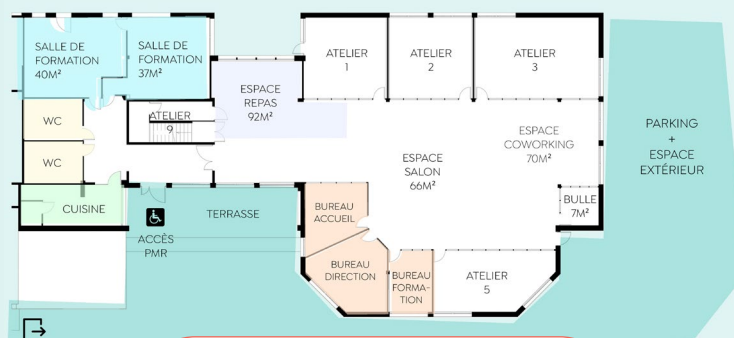 SALLE DE
FORMATION
40M²
SALLE DE
FORMATION
37M²
ATELIER
1
ATELIER
2
ATELIER
3
ESPACE
REPAS
92M²
WC
ATELIER
9
WC
ESPACE
COWORKING
70M²
ESPACE
SALON
66M²
PARKING
+
ESPACE
EXTÉRIEUR
CUISINE
TERRASSE
ACCÈS
PMR
BUREAU
ACCUEIL
BULLE
7M²
BUREAU
DIRECTION
BUREAU
FORMA-
TION
ATELIER
5